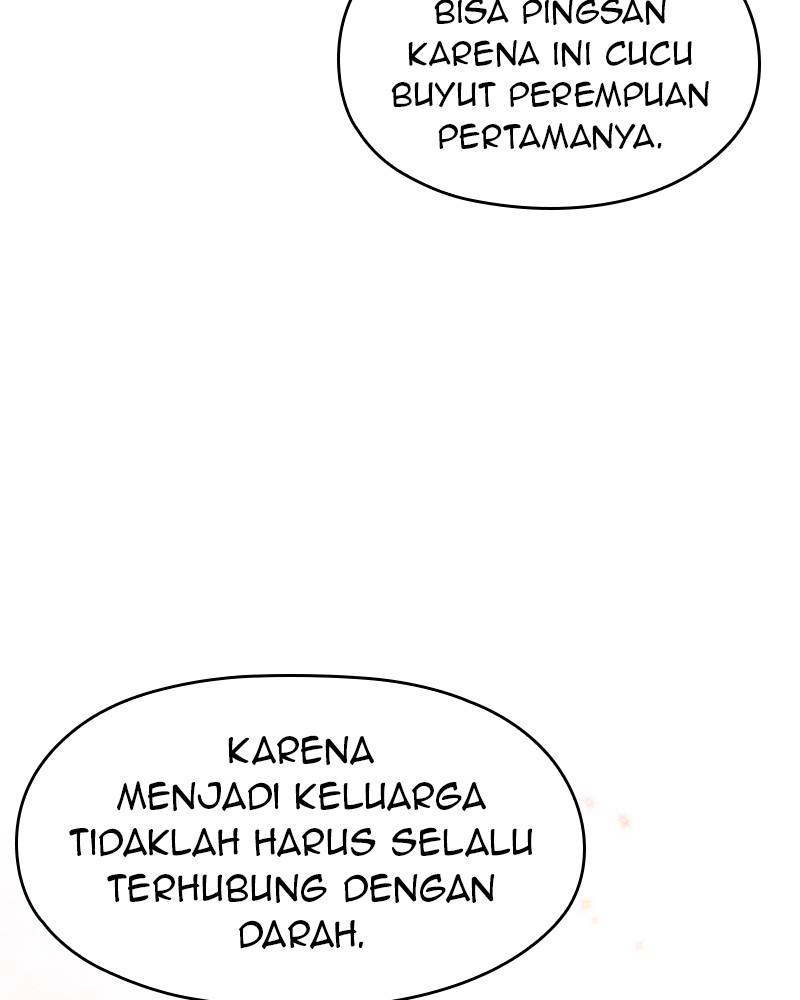 BISA PINGSAN
KARENA INI CUCU
BUYUT PEREMPUAN
PERTAMANYA.
KARENA
MENJADI KELUARGA
TIDAKLAH HARUS SELALU
TERHUBUNG DENGAN
DARAH.